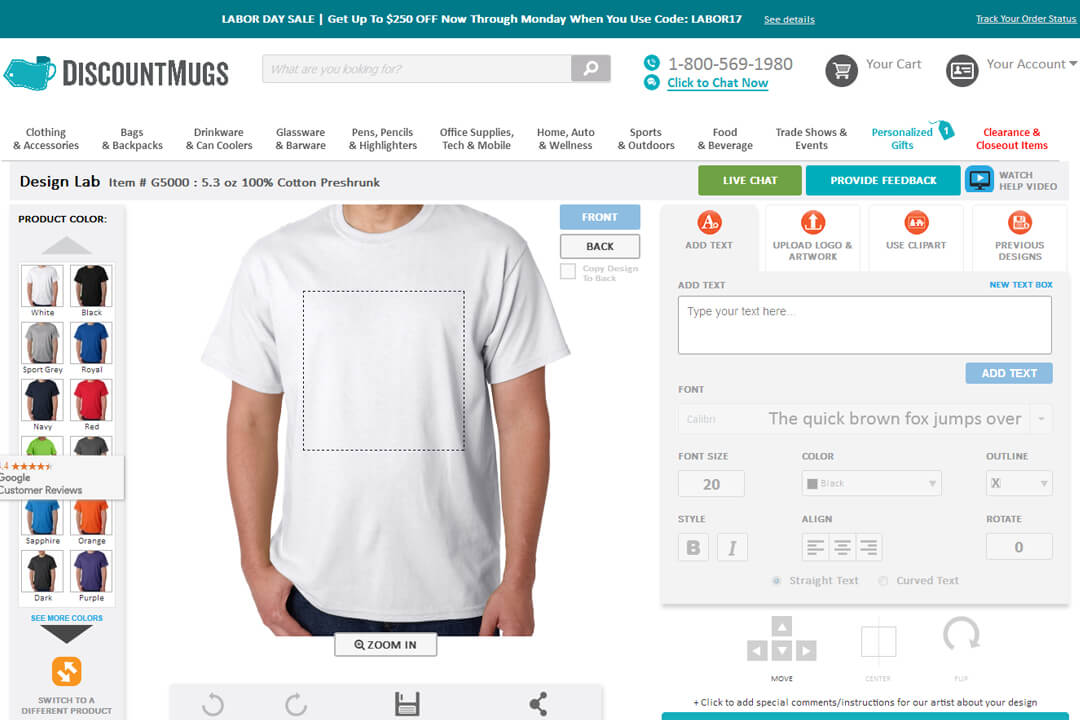 LABOR DAY SALE | Get Up To $250 OFF Now Through Monday When You Use Code: LABOR17 See details Track Your Order Status
DISCOUNTMUGS
What are you looking for?
1-800-569-1980
Click to Chat Now
Your Cart
Your Account
Clothing
& Accessories
Bags
& Backpacks
Drinkware
& Can Coolers
Glassware
& Barware
Pens, Pencils
& Highlighters
Office Supplies,
Tech & Mobile
Home, Auto
& Wellness
Sports
& Outdoors
Food
& Beverage
Trade Shows &
Events
Personalized
Gifts
1
Clearance &
Closeout Items
Design Lab Item # G5000 : 5.3 oz 100% Cotton Preshrunk
LIVE CHAT
PROVIDE FEEDBACK
WATCH
HELP VIDEO
PRODUCT COLOR:
White Black
Sport Grey Royal
Navy Red
.4
Google
Customer Reviews
Sapphire Orange
Dark Purple
SEE MORE COLORS
SWITCH TO A
DIFFERENT PRODUCT
FRONT
BACK
Copy Design
To Back
ZOOM IN
ADD TEXT
UPLOAD LOGO &
ARTWORK
USE CLIPART
PREVIOUS
DESIGNS
ADD TEXT NEW TEXT BOX
Type your text here...
ADD TEXT
FONT
Calibri The quick brown fox jumps over
FONT SIZE COLOR OUTLINE
20 Black X
STYLE ALIGN ROTATE
B I 0
Straight Text Curved Text
MOVE CENTER FLIP
+ Click to add special comments/instructions for our artist about your design